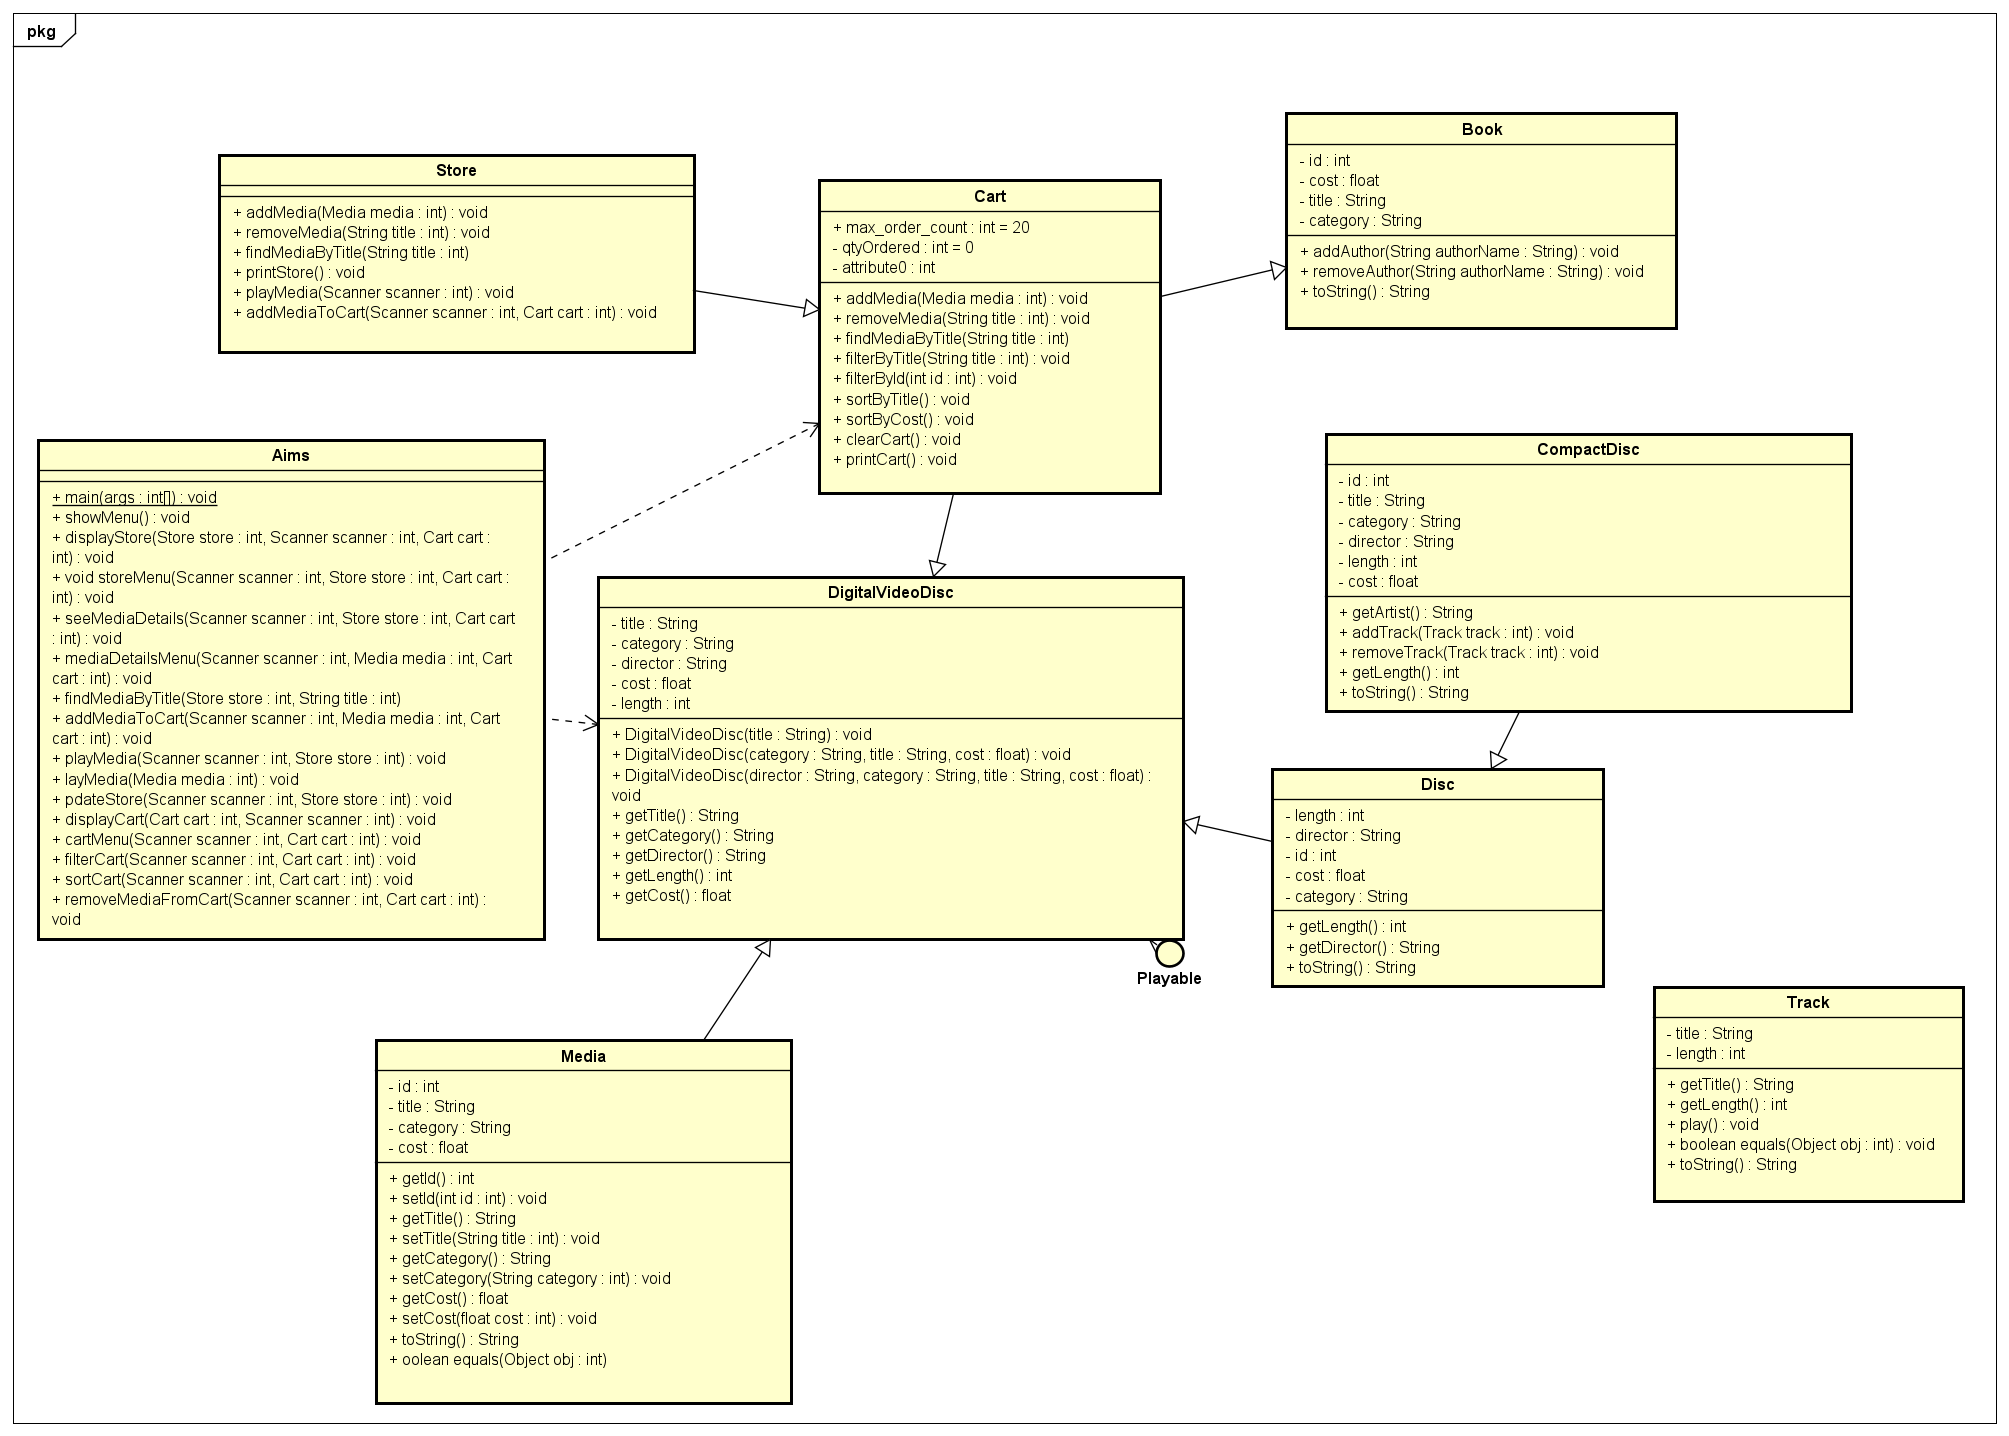 pkg
Store
+ addMedia(Media media : int) : void
+ removeMedia(String title : int) : void
+ findMediaByTitle(String title : int)
+ printStore() : void
+ playMedia(Scanner scanner : int) : void
+ addMediaToCart(Scanner scanner : int, Cart cart : int) : void
Cart
+ max_order_count : int = 20
- qtyOrdered : int = 0
- attribute0 : int
+ addMedia(Media media : int) : void
+ removeMedia(String title : int) : void
+ findMediaByTitle(String title : int)
+ filterByTitle(String title : int) : void
+ filterById(int id : int) : void
+ sortByTitle() : void
+ sortByCost() : void
+ clearCart() : void
+ printCart() : void
Book
- id : int
- cost : float
- title : String
- category : String
+ addAuthor(String authorName : String) : void
+ removeAuthor(String authorName : String) : void
+ toString() : String
Aims
+ main(args : int[]) : void
+ showMenu() : void
+ displayStore(Store store : int, Scanner scanner : int, Cart cart :
int) : void
+ void storeMenu(Scanner scanner : int, Store store : int, Cart cart :
int) : void
+ seeMediaDetails(Scanner scanner : int, Store store : int, Cart cart
: int) : void
+ mediaDetailsMenu(Scanner scanner : int, Media media : int, Cart
cart : int) : void
+ findMediaByTitle(Store store : int, String title : int)
+ addMediaToCart(Scanner scanner : int, Media media : int, Cart
cart : int) : void
+ playMedia(Scanner scanner : int, Store store : int) : void
+ layMedia(Media media : int) : void
+ pdateStore(Scanner scanner : int, Store store : int) : void
+ displayCart(Cart cart : int, Scanner scanner : int) : void
+ cartMenu(Scanner scanner : int, Cart cart : int) : void
+ filterCart(Scanner scanner : int, Cart cart : int) : void
+ sortCart(Scanner scanner : int, Cart cart : int) : void
+ removeMediaFromCart(Scanner scanner : int, Cart cart : int) :
void
DigitalVideoDisc
- title : String
- category : String
- director : String
- cost : float
- length : int
+ DigitalVideoDisc(title : String) : void
+ DigitalVideoDisc(category : String, title : String, cost : float) : void
+ DigitalVideoDisc(director : String, category : String, title : String, cost : float) :
void
+ getTitle() : String
+ getCategory() : String
+ getDirector() : String
+ getLength() : int
+ getCost() : float
Playable
CompactDisc
- id : int
- title : String
- category : String
- director : String
- length : int
- cost : float
+ getArtist() : String
+ addTrack(Track track : int) : void
+ removeTrack(Track track : int) : void
+ getLength() : int
+ toString() : String
Disc
- length : int
- director : String
- id : int
- cost : float
- category : String
+ getLength() : int
+ getDirector() : String
+ toString() : String
Track
- title : String
- length : int
+ getTitle() : String
+ getLength() : int
+ play() : void
+ boolean equals(Object obj : int) : void
+ toString() : String
Media
- id : int
- title : String
- category : String
- cost : float
+ getId() : int
+ setId(int id : int) : void
+ getTitle() : String
+ setTitle(String title : int) : void
+ getCategory() : String
+ setCategory(String category : int) : void
+ getCost() : float
+ setCost(float cost : int) : void
+ toString() : String
+ oolean equals(Object obj : int)